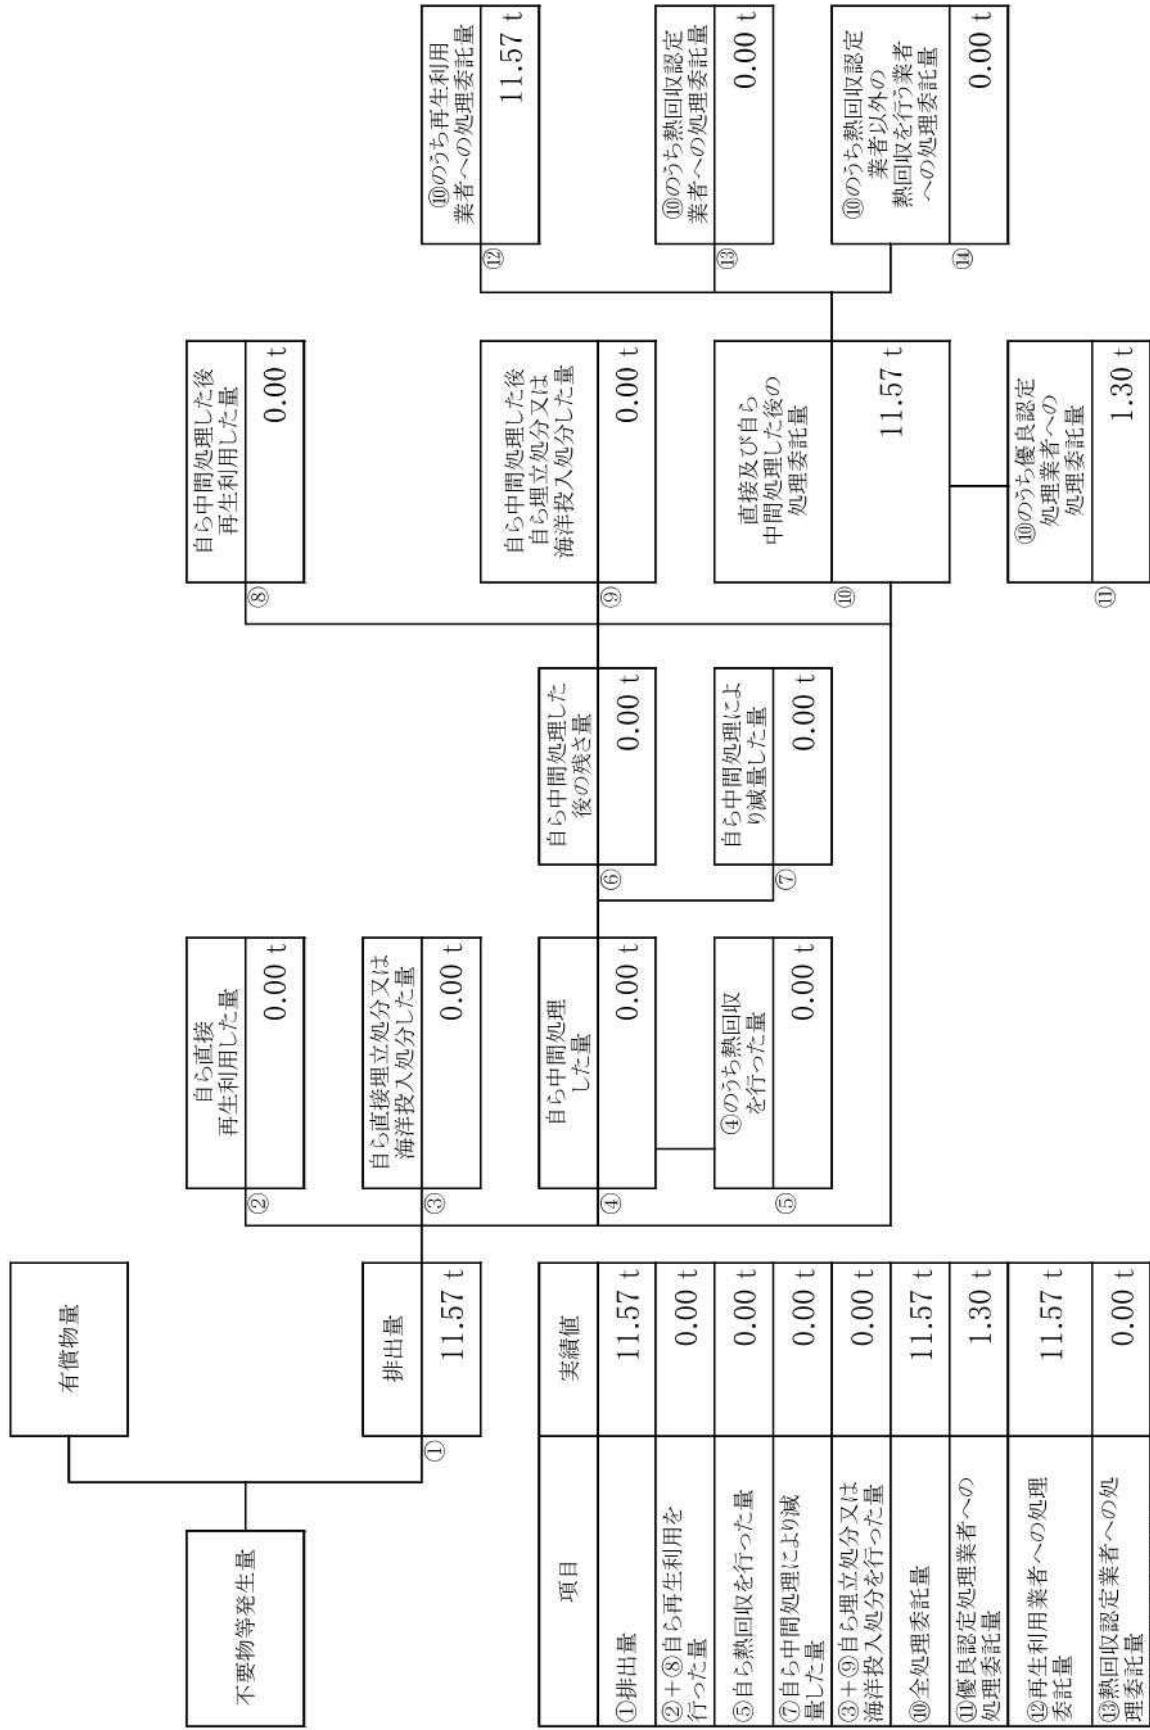 有償物量
不要物等発生量
排出量
①
11.57 t
自ら直接
再生利用した量
②
0.00 t
自ら直接埋立処分又は
海洋投入処分した量
③
0.00 t
自ら中間処理
した量
④
0.00 t
④のうち熱回収
を行った量
⑤
0.00 t
自ら中間処理した
後の残さ量
⑥
0.00 t
自ら中間処理によ
り減量した量
⑦
0.00 t
自ら中間処理した後
再生利用した量
⑧
0.00 t
自ら中間処理した後
自ら埋立処分又は
海洋投入処分した量
⑨
0.00 t
直接及び自ら
中間処理した後の
処理委託量
⑩
11.57 t
⑩のうち優良認定
処理業者への
処理委託量
⑪
1.30 t
⑩のうち再生利用
業者への処理委託量
⑫
11.57 t
⑩のうち熱回収認定
業者への処理委託量
⑬
0.00 t
⑩のうち熱回収認定
業者以外の
熱回収を行う業者
への処理委託量
⑭
0.00 t
項目 実績値
①排出量 11.57 t
②+⑧自ら再生利用を
行った量 0.00 t
⑤自ら熱回収を行った量 0.00 t
⑦自ら中間処理により減
量した量 0.00 t
③+⑨自ら埋立処分又は
海洋投入処分を行った量 0.00 t
⑩全処理委託量 11.57 t
⑪優良認定処理業者への
処理委託量 1.30 t
⑫再生利用業者への処理
委託量 11.57 t
⑬熱回収認定業者への処
理委託量 0.00 t